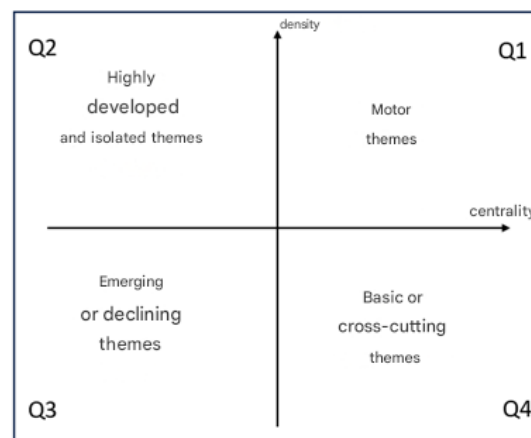 density
Q2
Q1
Highly
developed
and isolated themes
Motor
themes
centrality
Emerging
or declining
themes
Basic or
cross-cutting
themes
Q3
Q4